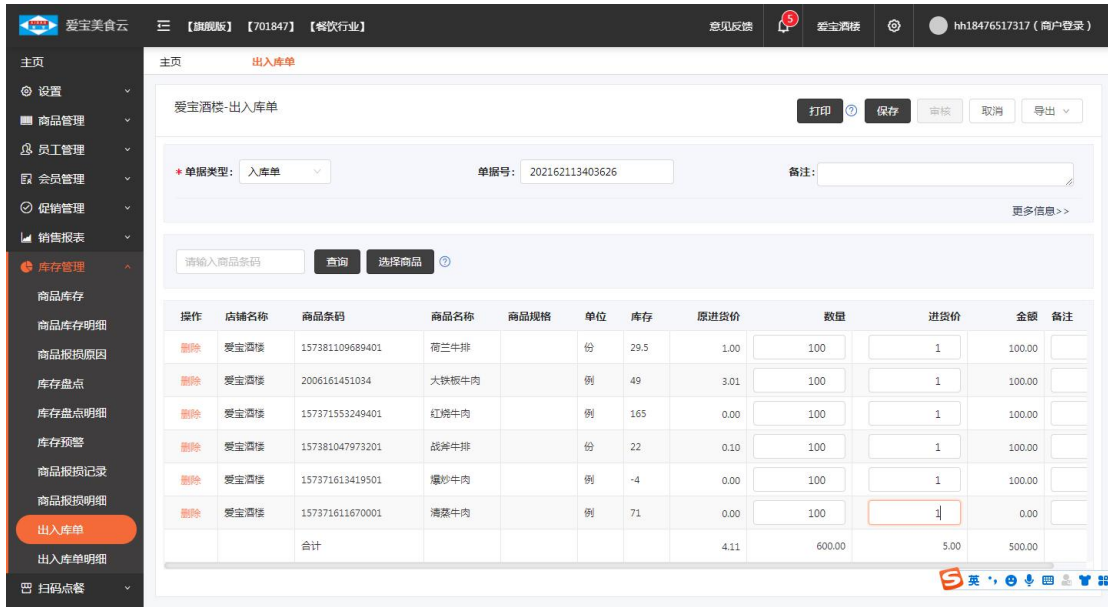 爱宝美食云 【旗舰版】 【701847】 【餐饮行业】 意见反馈 5 爱宝酒楼 hh18476517317 ( 商户登录 )
主页
设置
商品管理
员工管理
会员管理
促销管理
销售报表
库存管理
商品库存
商品库存明细
商品报损原因
库存盘点
库存盘点明细
库存预警
商品报损记录
商品报损明细
出入库单
出入库单明细
扫码点餐
主页 出入库单
爱宝酒楼-出入库单 打印 保存 审核 取消 导出
* 单据类型: 入库单 单据号: 202162113403626 备注:
更多信息>>
请输入商品条码 查询 选择商品
操作 店铺名称 商品条码 商品名称 商品规格 单位 库存 原进货价 数量 进货价 金额 备注
删除 爱宝酒楼 157381109689401 荷兰牛排 份 29.5 1.00 100 1 100.00
删除 爱宝酒楼 2006161451034 大铁板牛肉 例 49 3.01 100 1 100.00
删除 爱宝酒楼 157371553249401 红烧牛肉 例 165 0.00 100 1 100.00
删除 爱宝酒楼 157381047973201 战斧牛排 份 22 0.10 100 1 100.00
删除 爱宝酒楼 157371613419501 爆炒牛肉 例 -4 0.00 100 1 100.00
删除 爱宝酒楼 157371611670001 清蒸牛肉 例 71 0.00 100 1 0.00
合计 4.11 600.00 5.00 500.00
英